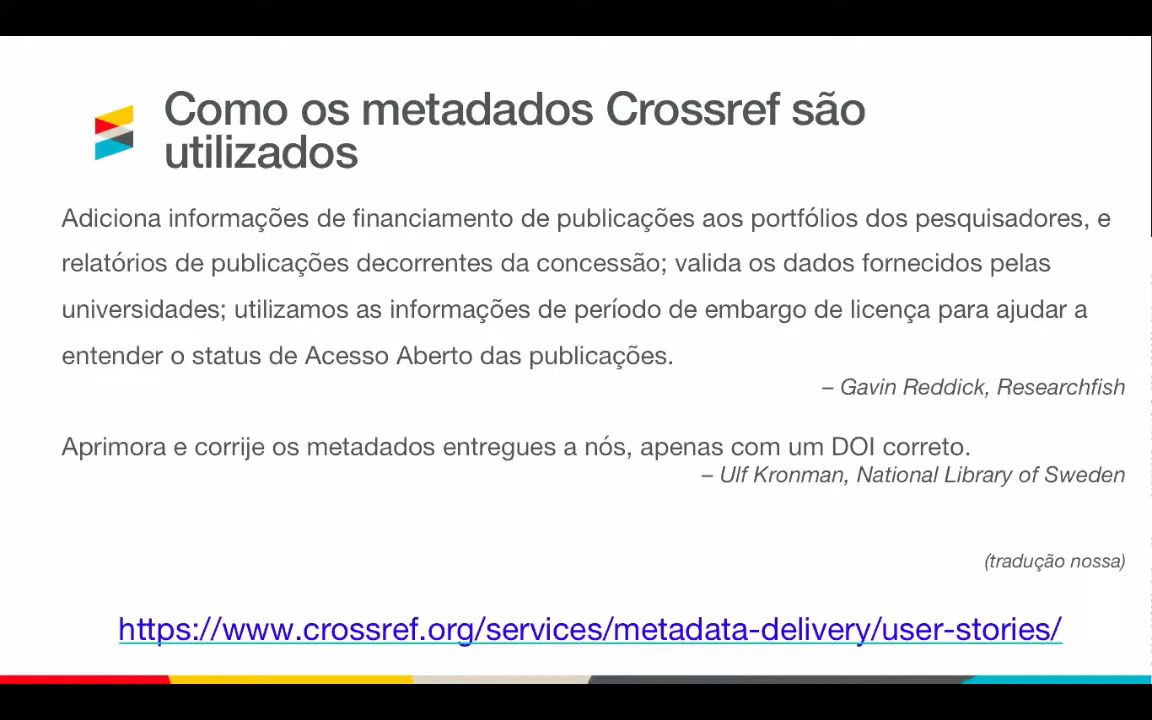 Como os metadados Crossref são
utilizados
Adiciona informações de financiamento de publicações aos portfólios dos pesquisadores, e
relatórios de publicações decorrentes da concessão; valida os dados fornecidos pelas
universidades; utilizamos as informações de período de embargo de licença para ajudar a
entender o status de Acesso Aberto das publicações.
– Gavin Reddick, Researchfish
Aprimora e corrije os metadados entregues a nós, apenas com um DOI correto.
– Ulf Kronman, National Library of Sweden
(tradução nossa)
https://www.crossref.org/services/metadata-delivery/user-stories/